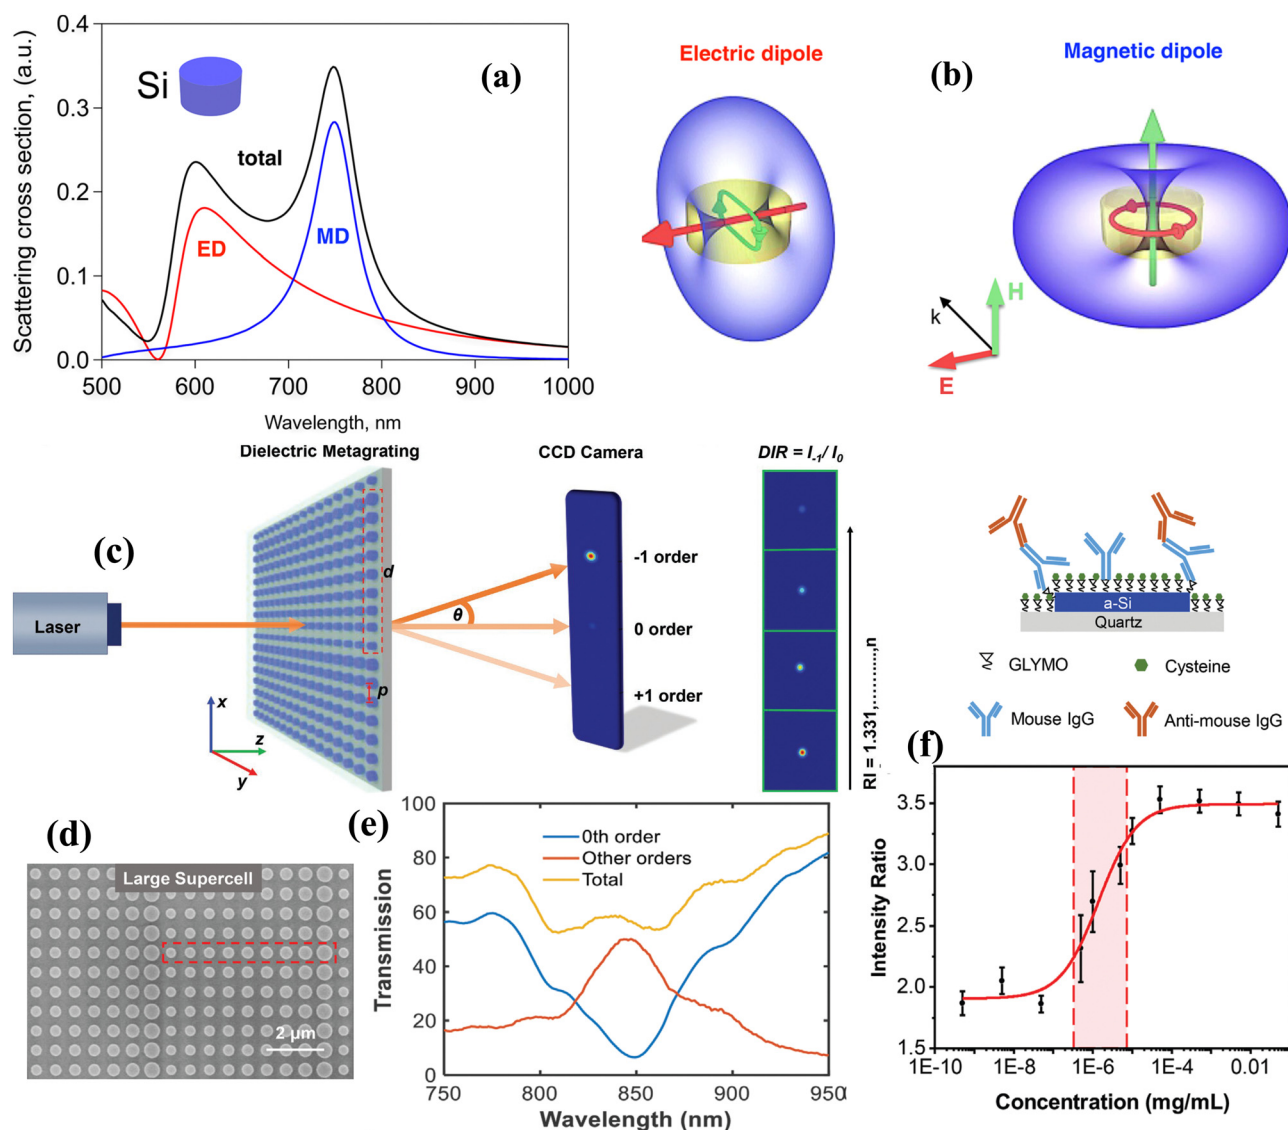 (a)
Scattering cross section, (a.u.)
0.4
0.3
0.2
0.1
0.0
Si
total
ED
MD
500 600 700 800 900 1000
Wavelength, nm
Electric dipole
(b)
Magnetic dipole
H
k
E
(c)
Dielectric Metagrating
CCD Camera
DIR = I-1/ I0
Laser
d
p
θ
-1 order
0 order
+1 order
x
z
y
RI = 1.331,..........,n
a-Si
Quartz
GLYMO
Cysteine
Mouse IgG
Anti-mouse IgG
(d)
Large Supercell
2 µm
(e)
Transmission
100
80
60
40
20
0
0th order
Other orders
Total
750 800 850 900 950
Wavelength (nm)
(f)
Intensity Ratio
3.5
3.0
2.5
2.0
1.5
1E-10 1E-8 1E-6 1E-4 0.01
Concentration (mg/mL)